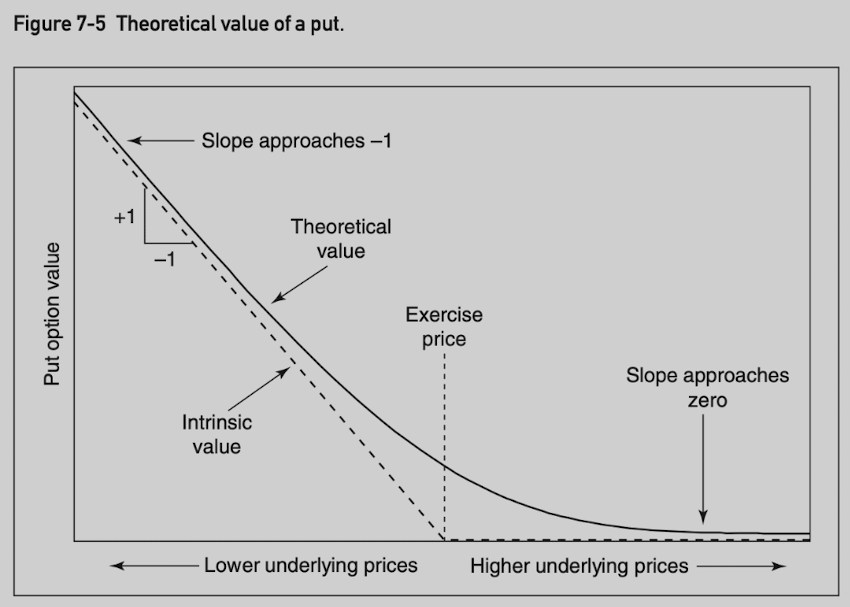 Figure 7-5 Theoretical value of a put.
Slope approaches –1
+1
–1
Theoretical
value
Exercise
price
Put option value
Slope approaches
zero
Intrinsic
value
Lower underlying prices
Higher underlying prices